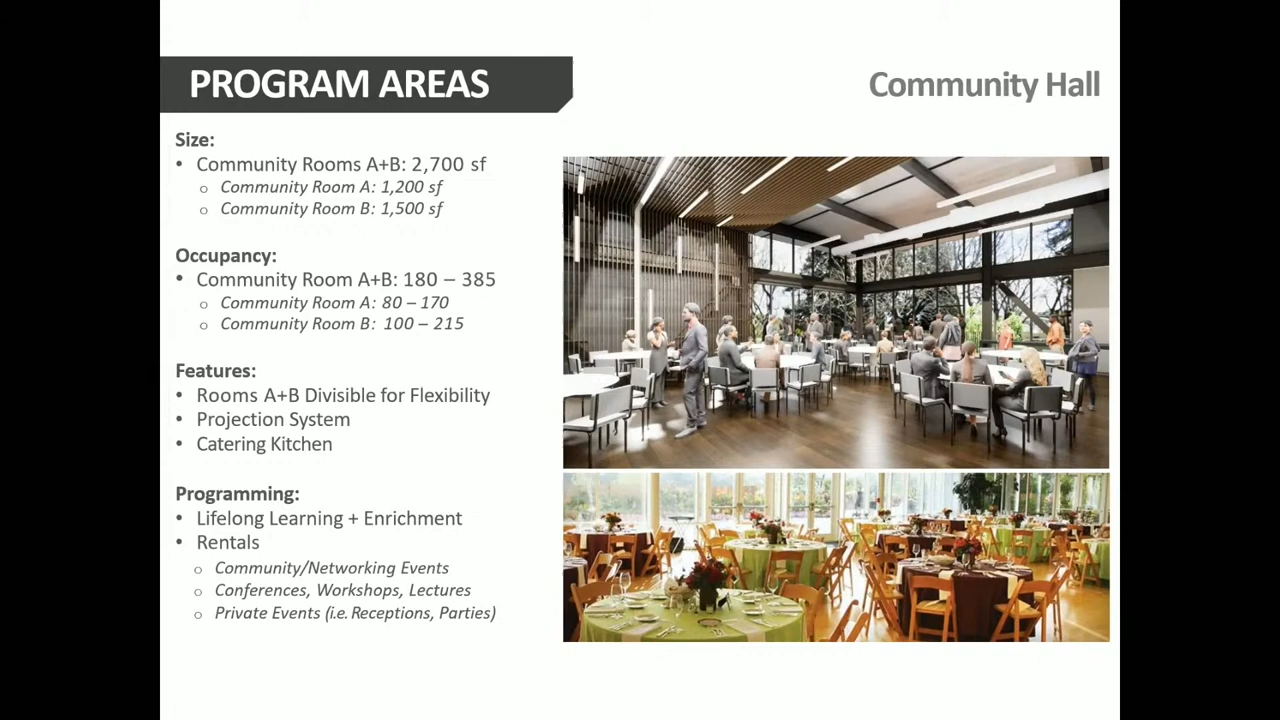 PROGRAM AREAS
Community Hall
Size:
• Community Rooms A+B: 2,700 sf
o Community Room A: 1,200 sf
o Community Room B: 1,500 sf
Occupancy:
• Community Room A+B: 180 – 385
o Community Room A: 80 – 170
o Community Room B: 100 – 215
Features:
• Rooms A+B Divisible for Flexibility
• Projection System
• Catering Kitchen
Programming:
• Lifelong Learning + Enrichment
• Rentals
o Community/Networking Events
o Conferences, Workshops, Lectures
o Private Events (i.e. Receptions, Parties)